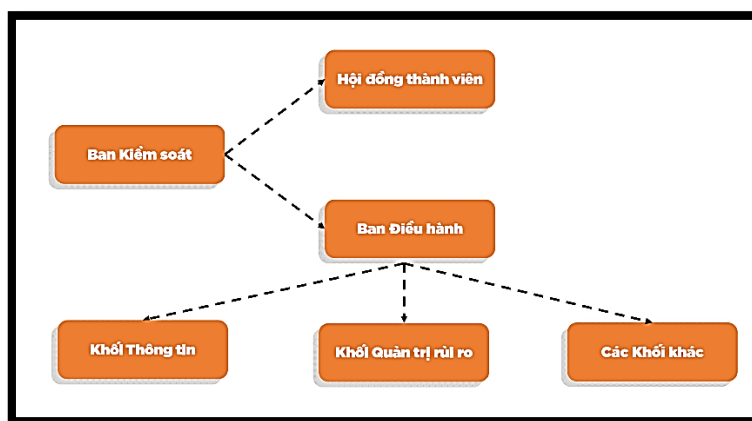 Hội đồng thành viên
Ban Kiểm soát
Ban Điều hành
Khối Thông tin
Khối Quản trị rủi ro
Các Khối khác